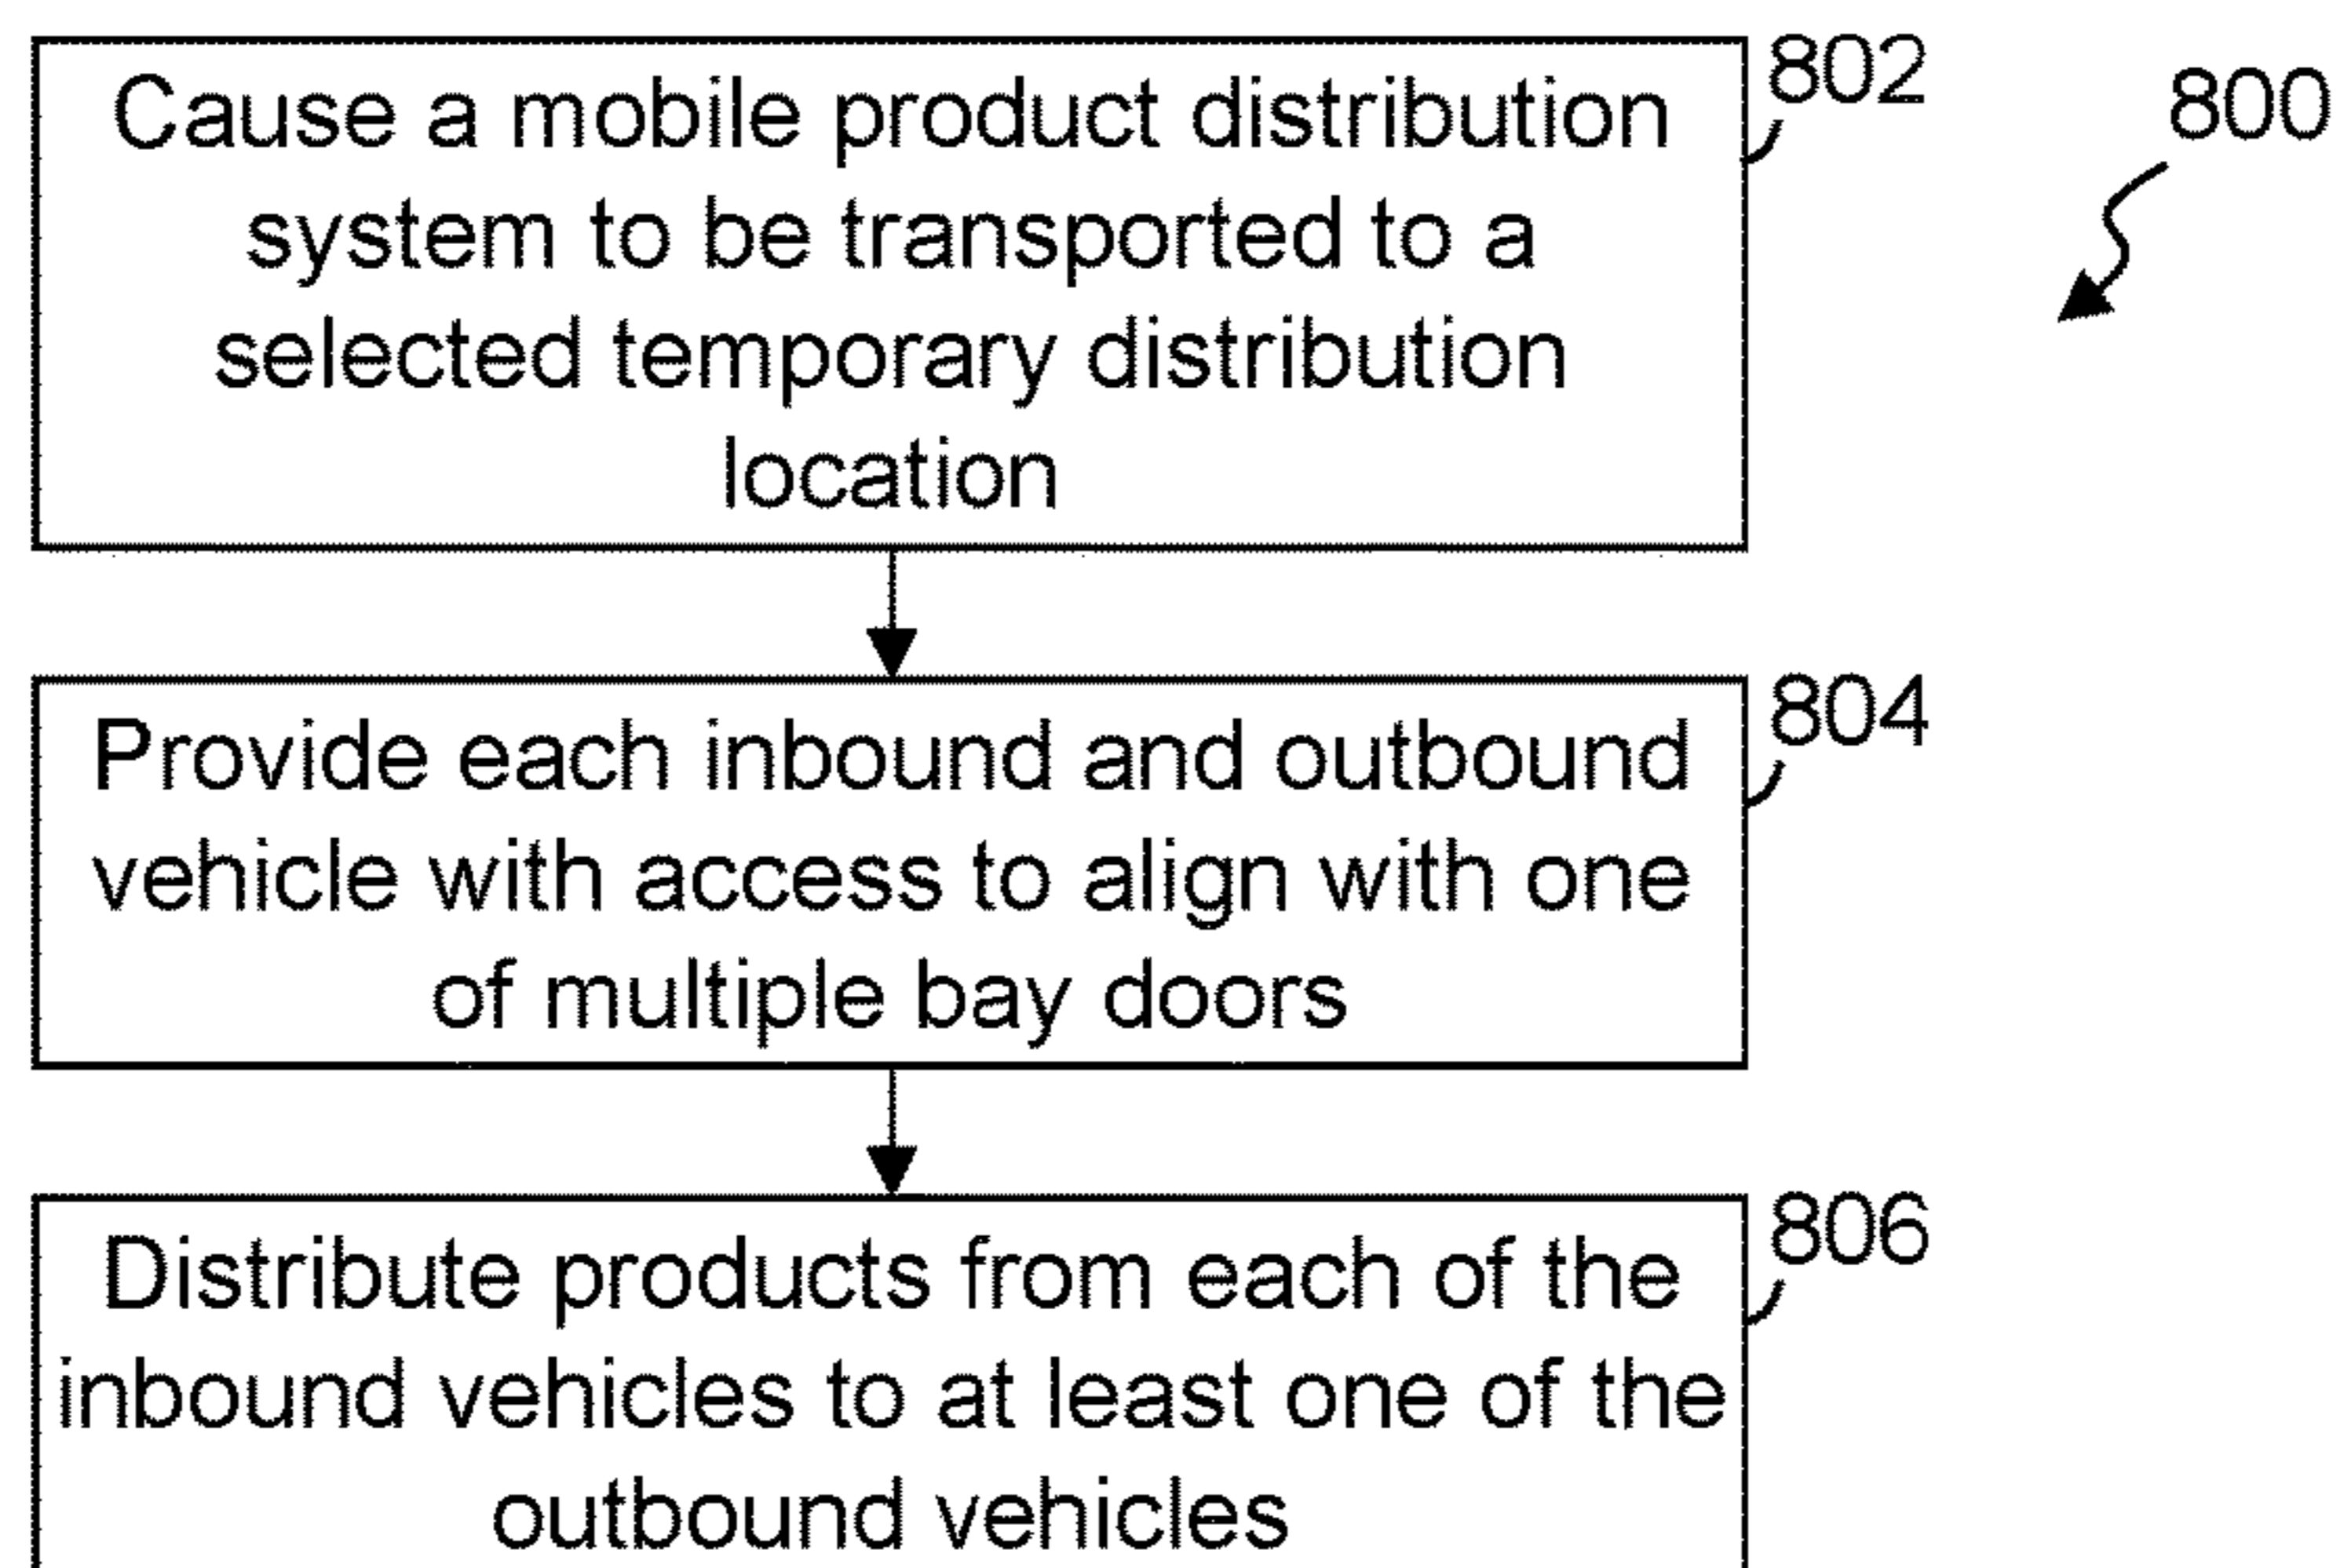 Cause a mobile product distribution
system to be transported to a
selected temporary distribution
location
802
800
Provide each inbound and outbound
vehicle with access to align with one
of multiple bay doors
804
Distribute products from each of the
inbound vehicles to at least one of the
outbound vehicles
806